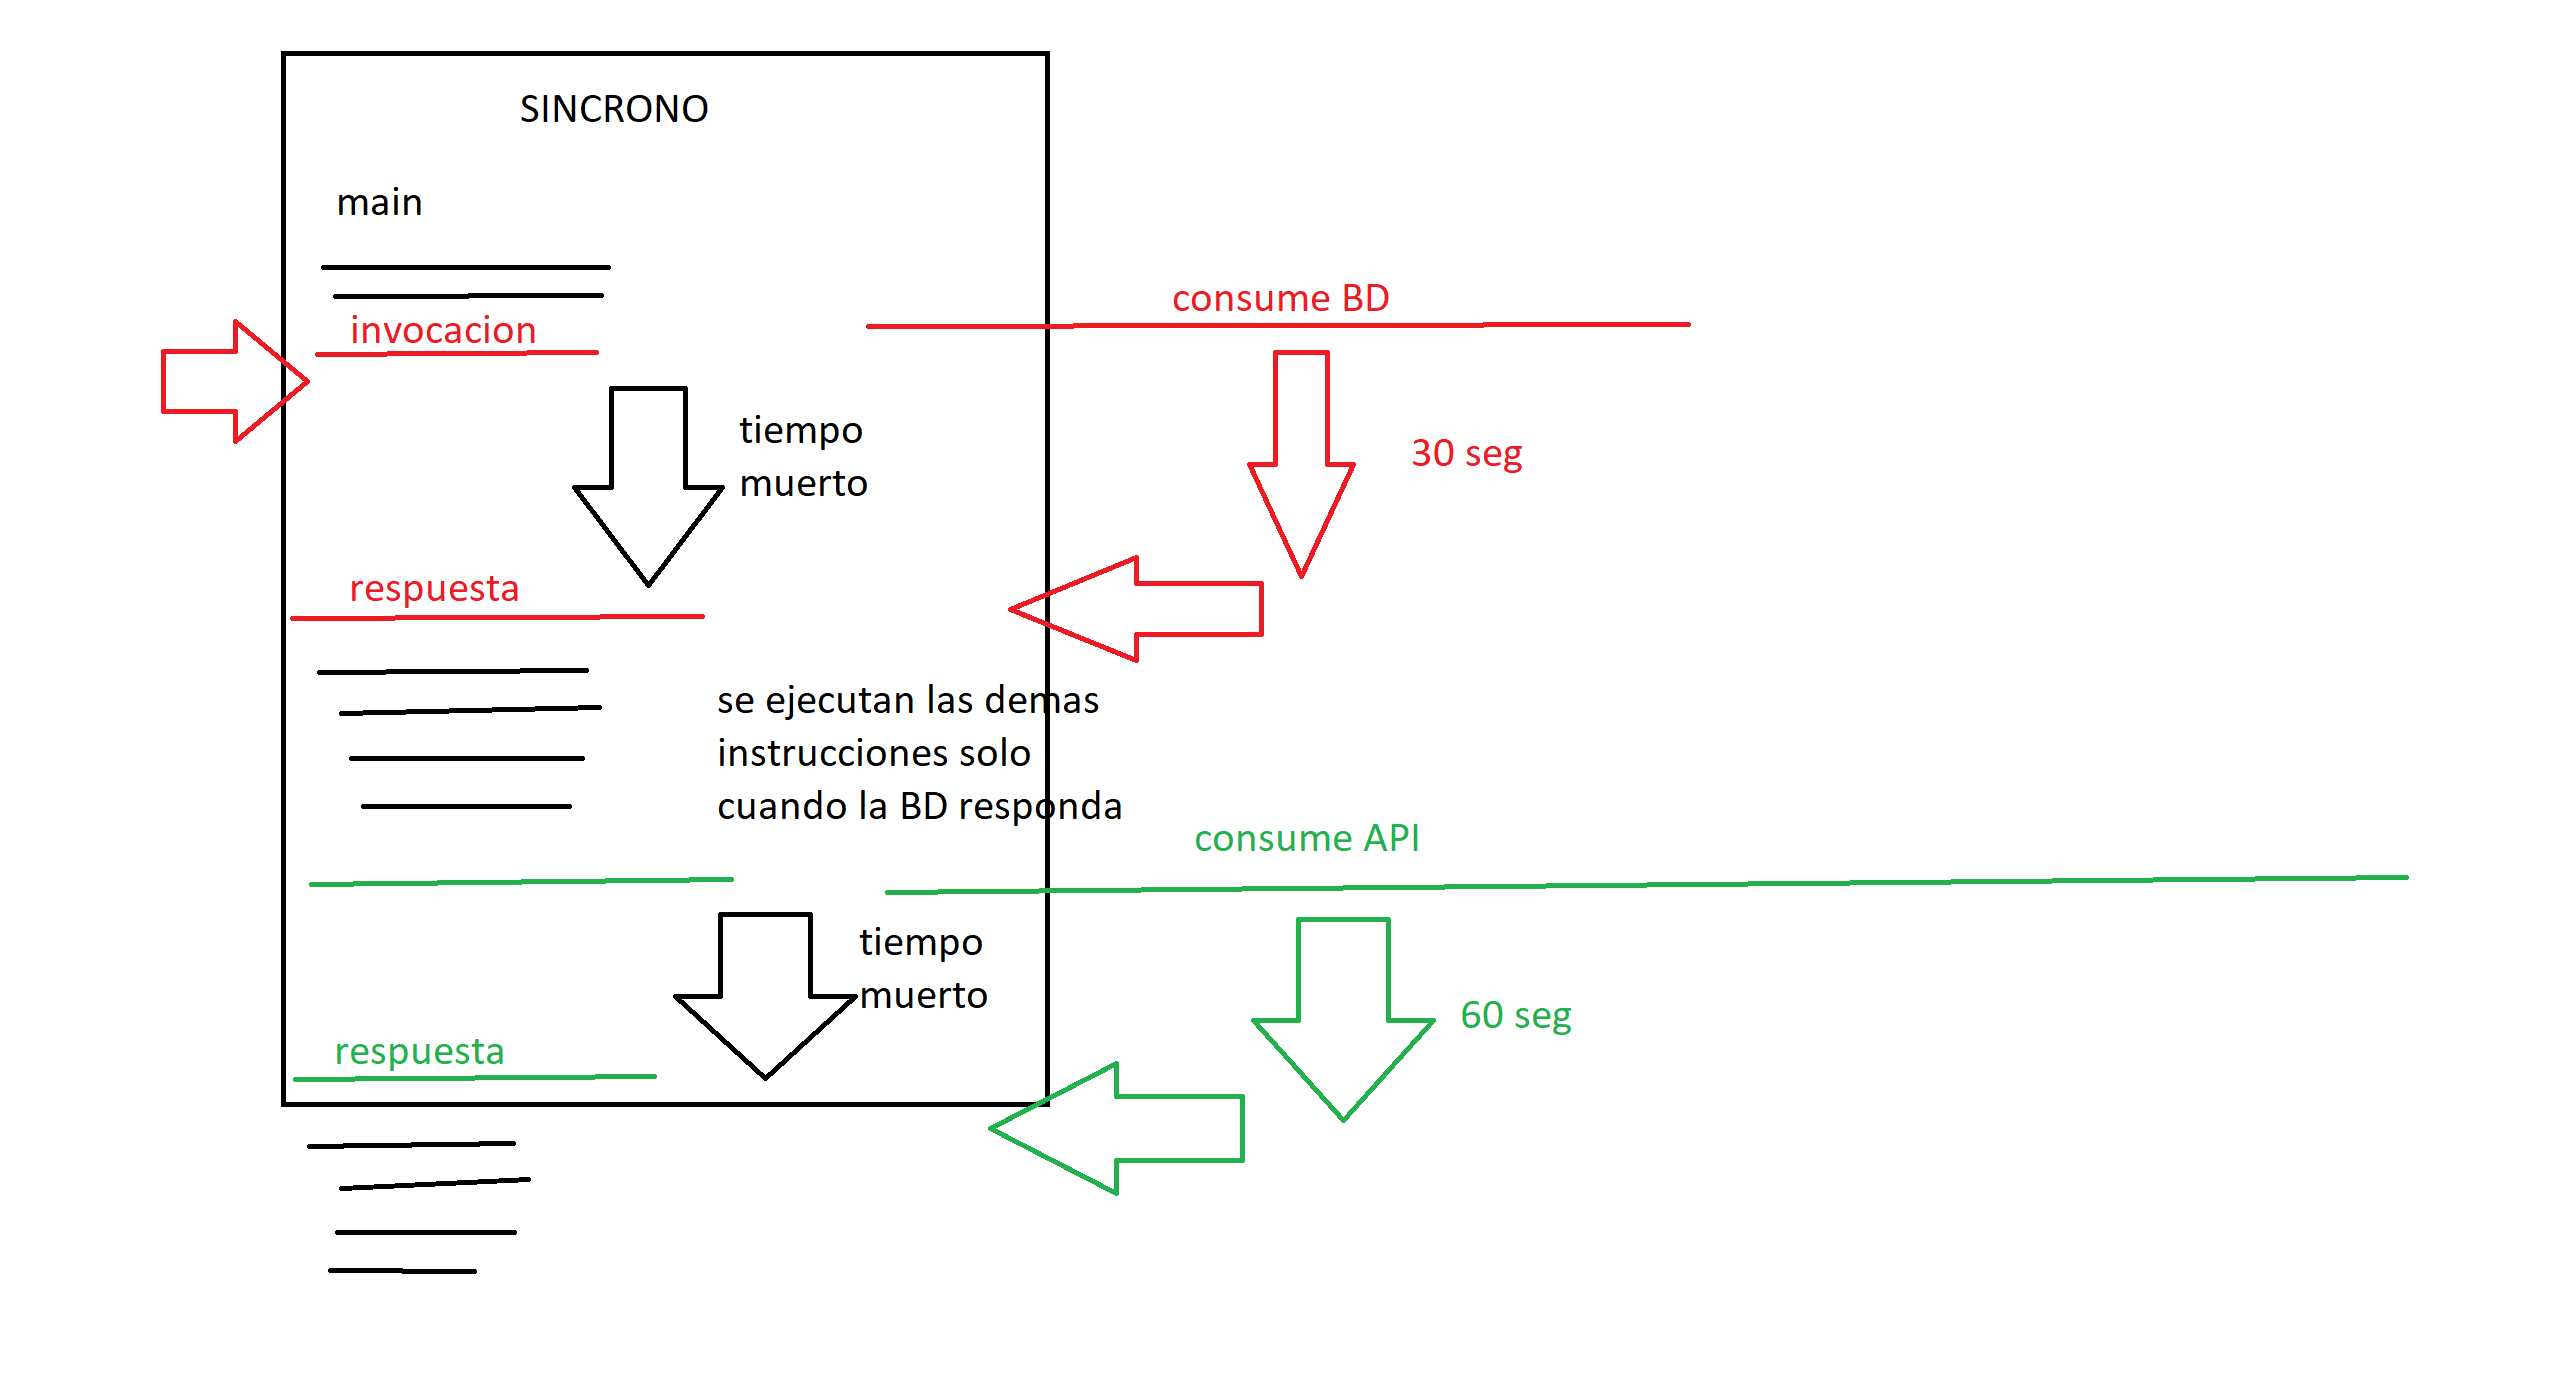 SINCRONO
main
consume BD
invocacion
tiempo
muerto
30 seg
respuesta
se ejecutan las demas
instrucciones solo
cuando la BD responda
consume API
tiempo
muerto
60 seg
respuesta